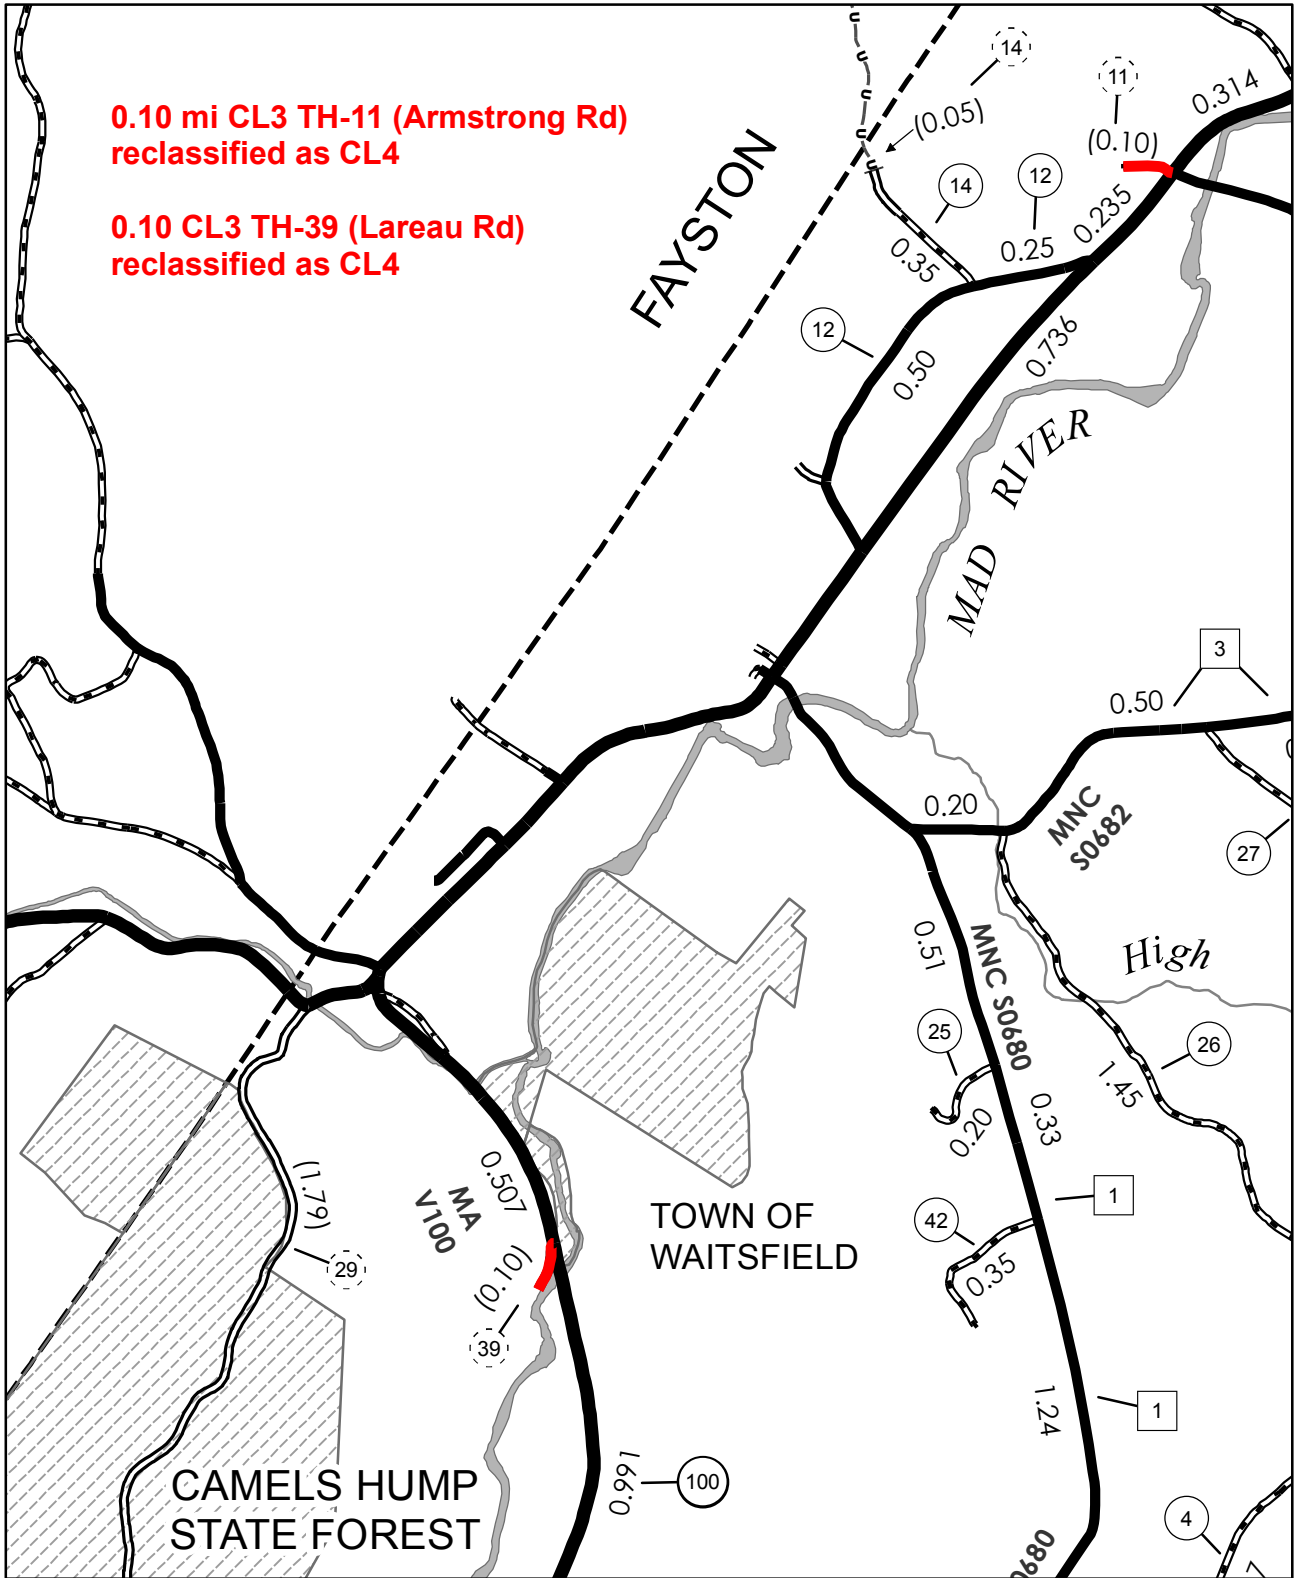 0.10 mi CL3 TH-11 (Armstrong Rd)
reclassified as CL4
0.10 CL3 TH-39 (Lareau Rd)
reclassified as CL4
FAYSTON
14
(0.05)
11
(0.10)
0.314
14
12
0.35
0.25
0.235
12
0.50
0.736
MAD RIVER
3
0.50
0.20
MNC
S0682
27
High
0.51
MNC S0680
25
0.20
0.33
26
1.45
1
42
0.35
1
1.24
0.507
MA
V100
(0.10)
39
(1.79)
29
TOWN OF
WAITSFIELD
CAMELS HUMP
STATE FOREST
0.991
100
4